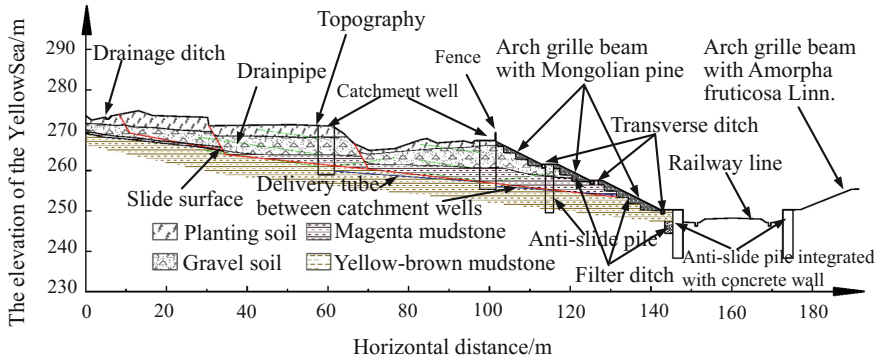 The elevation of the YellowSea/m
290
280
270
260
250
240
230
0
20
40
60
80
100
120
140
160
180
Horizontal distance/m
Drainage ditch
Topography
Drainpipe
Catchment well
Fence
Arch grille beam
with Mongolian pine
Arch grille beam
with Amorpha
fruticosa Linn.
Transverse ditch
Railway line
Slide surface
Delivery tube
between catchment wells
Anti-slide pile
Filter ditch
Anti-slide pile integrated
with concrete wall
Planting soil
Magenta mudstone
Gravel soil
Yellow-brown mudstone